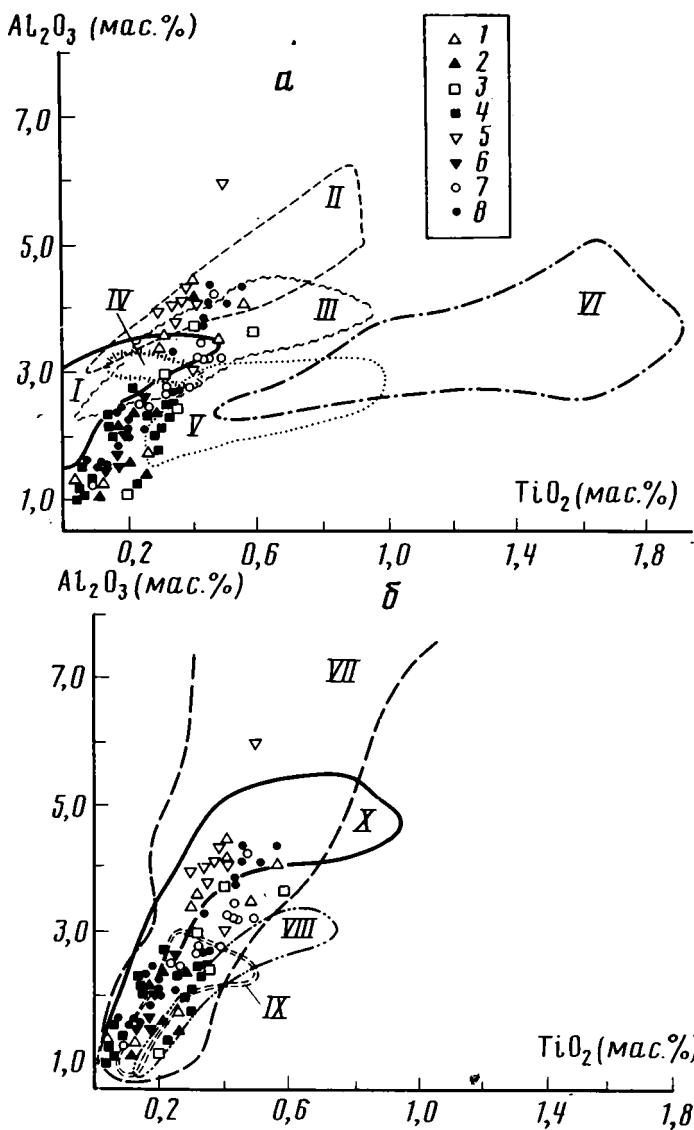 Al₂O₃ (мас.%)
а
△ 1
▲ 2
□ 3
■ 4
▽ 5
▼ 6
○ 7
● 8
7,0
5,0
3,0
1,0
I
II
III
IV
V
VI
TiO₂ (мас.%)
0,2 0,6 1,0 1,4 1,8
Al₂O₃ (мас.%)
б
7,0
5,0
3,0
1,0
VII
X
VIII
IX
TiO₂ (мас.%)
0,2 0,6 1,0 1,4 1,8